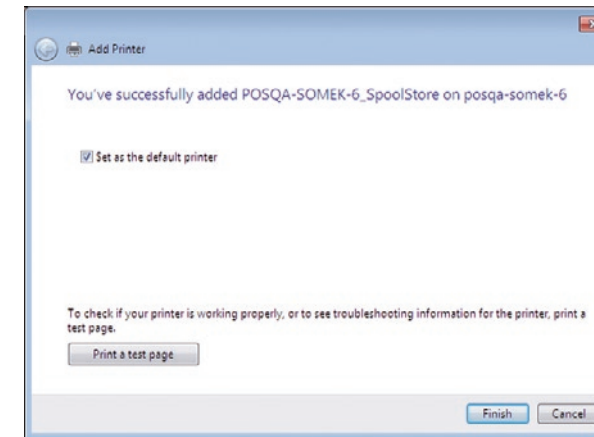 Add Printer
You've successfully added POSQA-SOMEK-6_SpoolStore on posqa-somek-6
Set as the default printer
To check if your printer is working properly, or to see troubleshooting information for the printer, print a
test page.
Print a test page
Finish Cancel